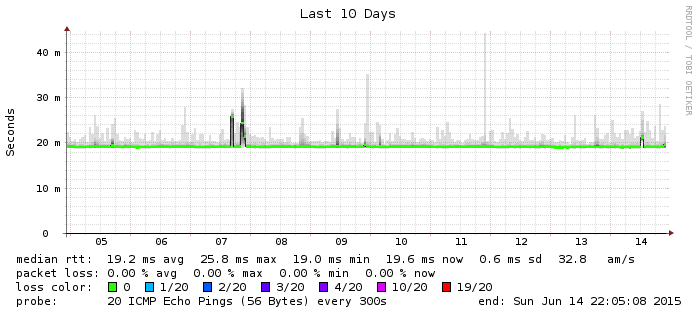 Last 10 Days
RRDTOOL / TOBI OETIKER
Seconds
40 m
30 m
20 m
10 m
0
05 06 07 08 09 10 11 12 13 14
median rtt: 19.2 ms avg 25.8 ms max 19.0 ms min 19.6 ms now 0.6 ms sd 32.8 am/s
packet loss: 0.00 % avg 0.00 % max 0.00 % min 0.00 % now
loss color: 0 1/20 2/20 3/20 4/20 10/20 19/20
probe: 20 ICMP Echo Pings (56 Bytes) every 300s end: Sun Jun 14 22:05:08 2015